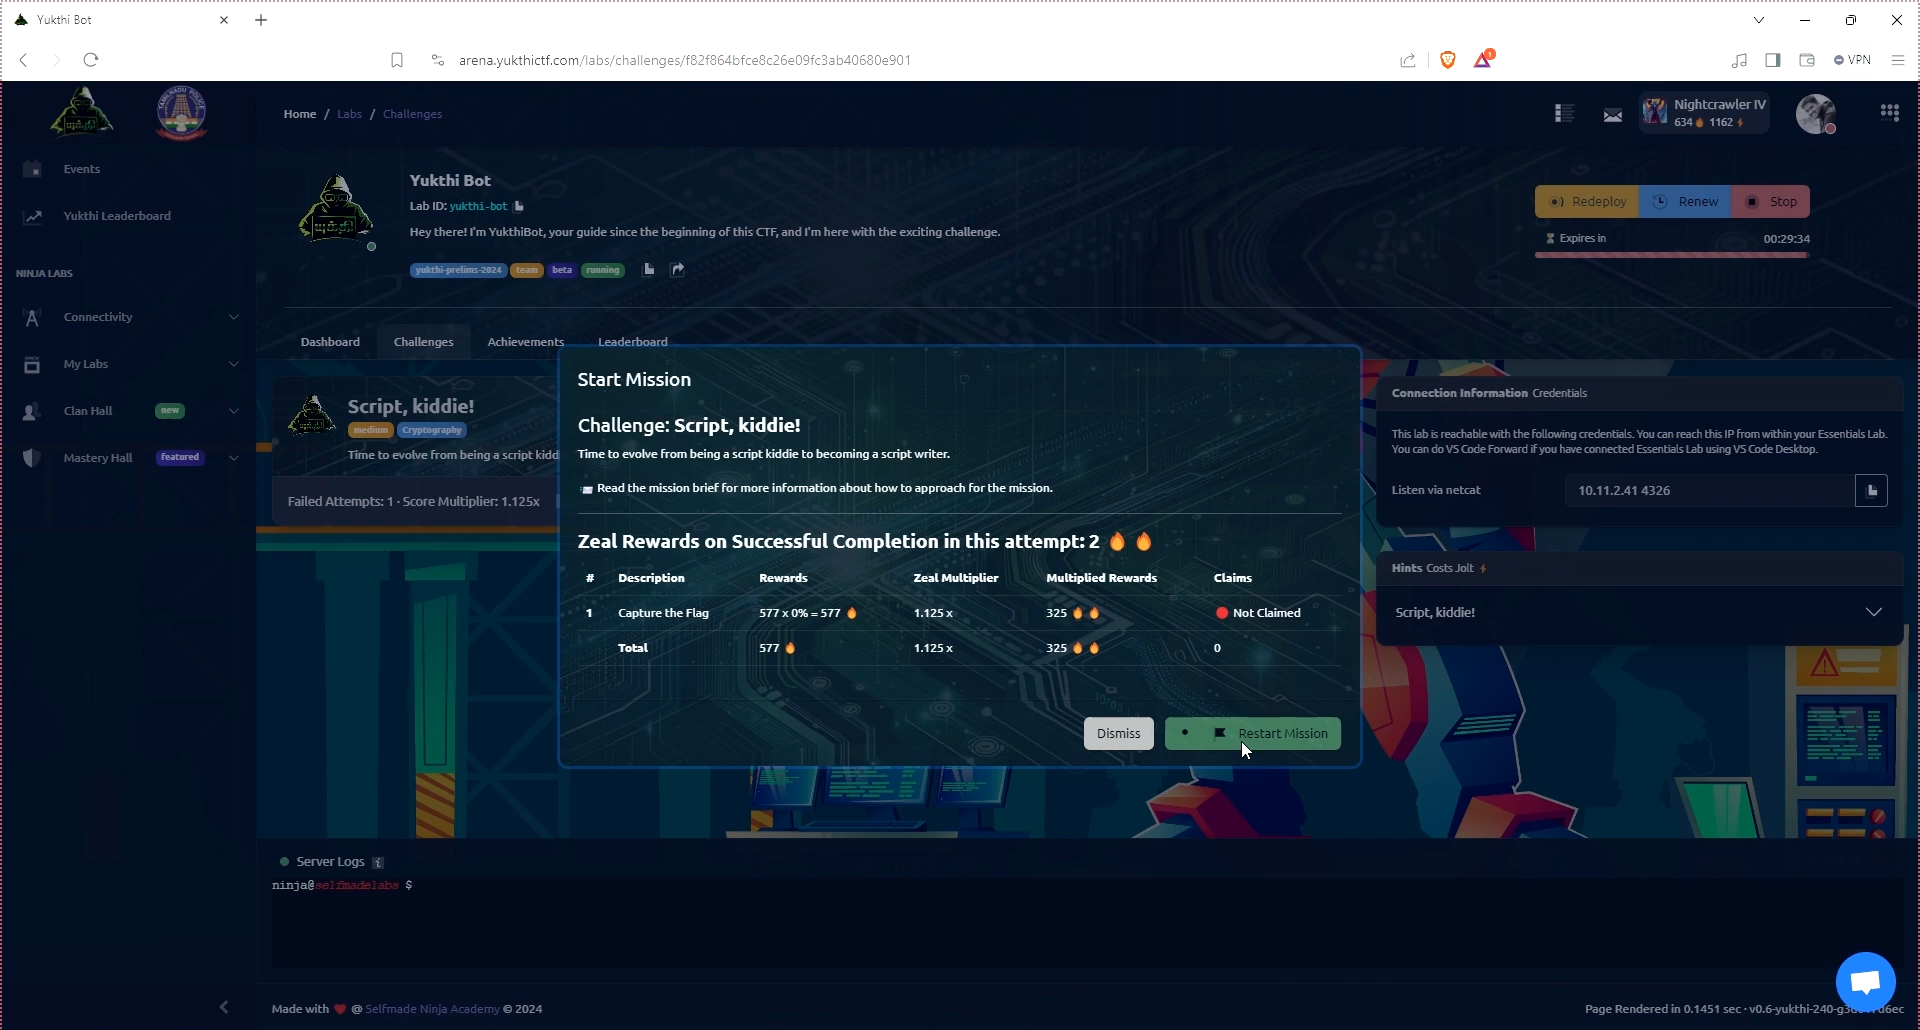 Yukthi Bot
arena.yukthictf.com/labs/challenges/f82f864bfce8c26e09fc3ab40680e901
1
VPN
Home / Labs / Challenges
Nightcrawler IV
634 1162
Events
Yukthi Leaderboard
NINJA LABS
Connectivity
My Labs
Clan Hall new
Mastery Hall featured
Yukthi Bot
Lab ID: yukthi-bot
Hey there! I'm YukthiBot, your guide since the beginning of this CTF, and I'm here with the exciting challenge.
yukthi-prelims-2024 team beta running
Redeploy Renew Stop
Expires in 00:29:34
Dashboard Challenges Achievements Leaderboard
Script, kiddie!
medium Cryptography
Time to evolve from being a script kidd
Failed Attempts: 1 · Score Multiplier: 1.125x
Start Mission
Challenge: Script, kiddie!
Time to evolve from being a script kiddie to becoming a script writer.
Read the mission brief for more information about how to approach for the mission.
Zeal Rewards on Successful Completion in this attempt: 2
# Description Rewards Zeal Multiplier Multiplied Rewards Claims
1 Capture the Flag 577 x 0% = 577 1.125 x 325 Not Claimed
Total 577 1.125 x 325 0
Dismiss Restart Mission
Connection Information Credentials
This lab is reachable with the following credentials. You can reach this IP from within your Essentials Lab.
You can do VS Code Forward if you have connected Essentials Lab using VS Code Desktop.
Listen via netcat 10.11.2.41 4326
Hints Costs Jolt
Script, kiddie!
Server Logs i
ninja@selfmadelabs $
Made with @ Selfmade Ninja Academy © 2024
Page Rendered in 0.1451 sec · v0.6-yukthi-240